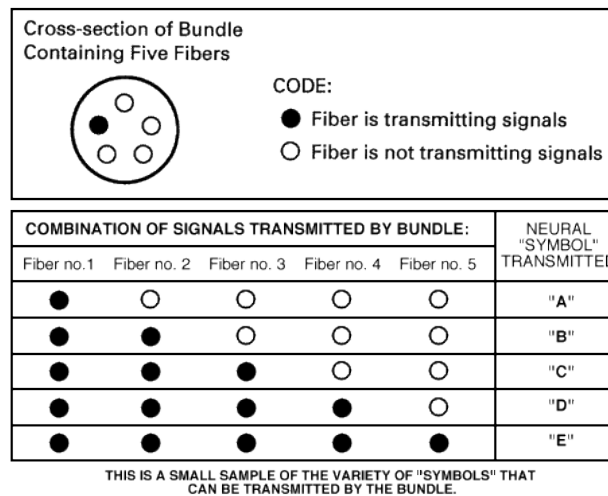 Cross-section of Bundle
Containing Five Fibers
CODE:
Fiber is transmitting signals
Fiber is not transmitting signals
COMBINATION OF SIGNALS TRANSMITTED BY BUNDLE:
NEURAL
"SYMBOL"
TRANSMITTED
Fiber no.1 Fiber no. 2 Fiber no. 3 Fiber no. 4 Fiber no. 5
"A"
"B"
"C"
"D"
"E"
THIS IS A SMALL SAMPLE OF THE VARIETY OF "SYMBOLS" THAT
CAN BE TRANSMITTED BY THE BUNDLE.